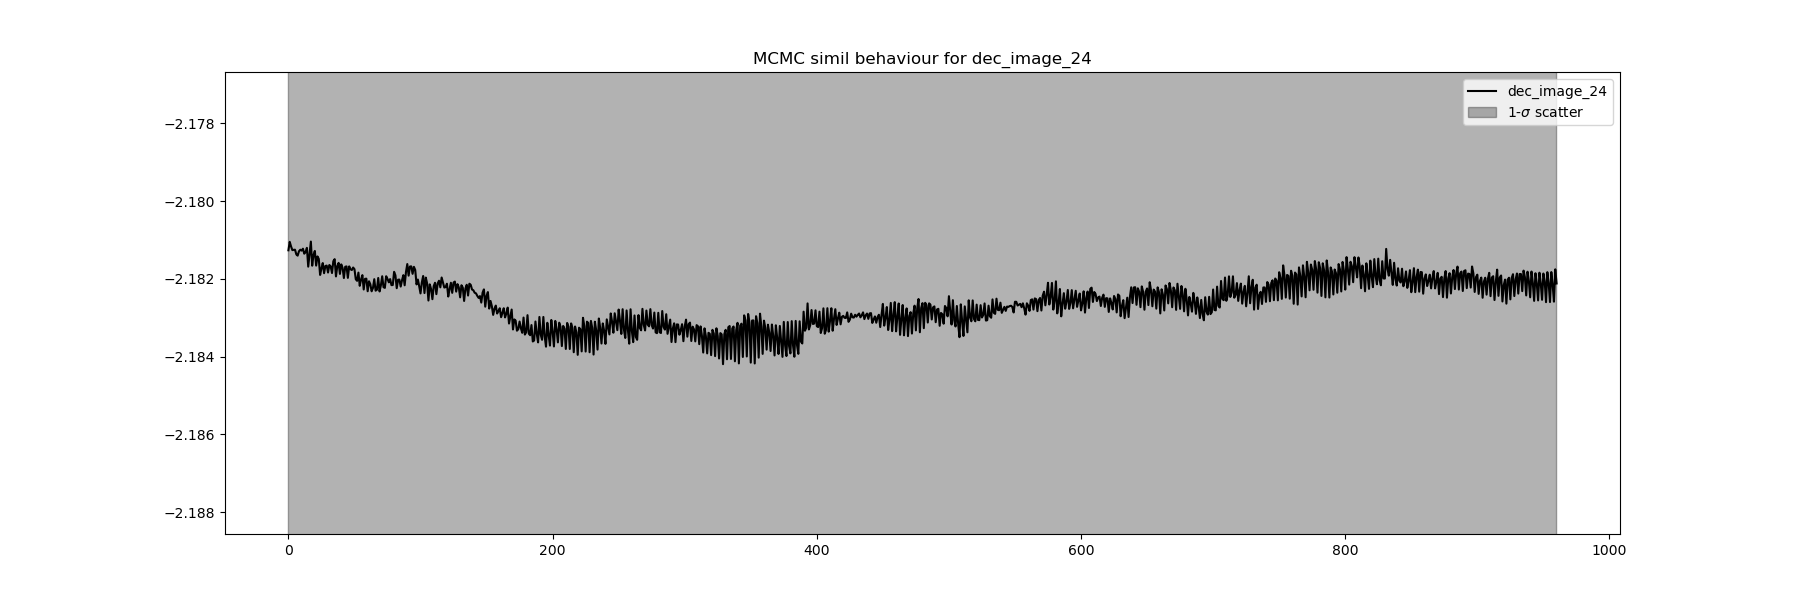 MCMC simil behaviour for dec_image_24
dec_image_24
1-σ scatter
−2.178
−2.180
−2.182
−2.184
−2.186
−2.188
0 200 400 600 800 1000